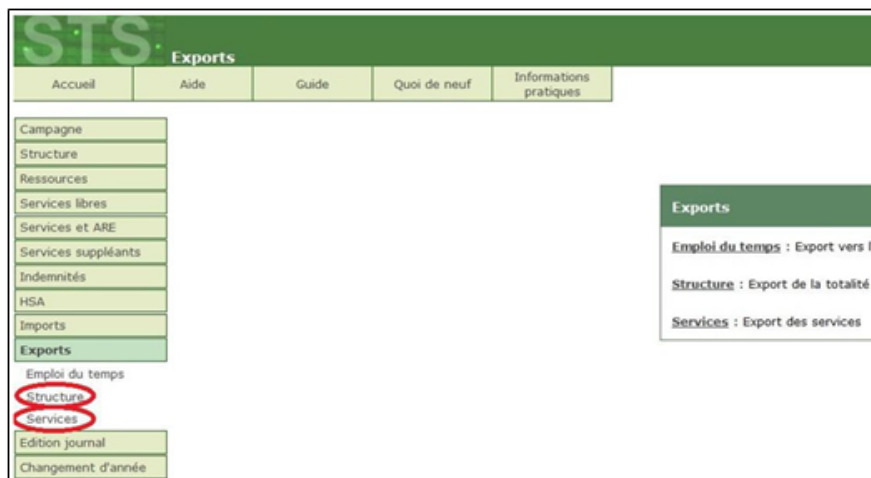 STS
Exports
Accueil
Aide
Guide
Quoi de neuf
Informations
pratiques
Campagne
Structure
Ressources
Services libres
Services et ARE
Services suppléants
Indemnités
HSA
Imports
Exports
Emploi du temps
Structure
Services
Edition journal
Changement d'année
Exports
Emploi du temps : Export vers
Structure : Export de la totalité
Services : Export des services